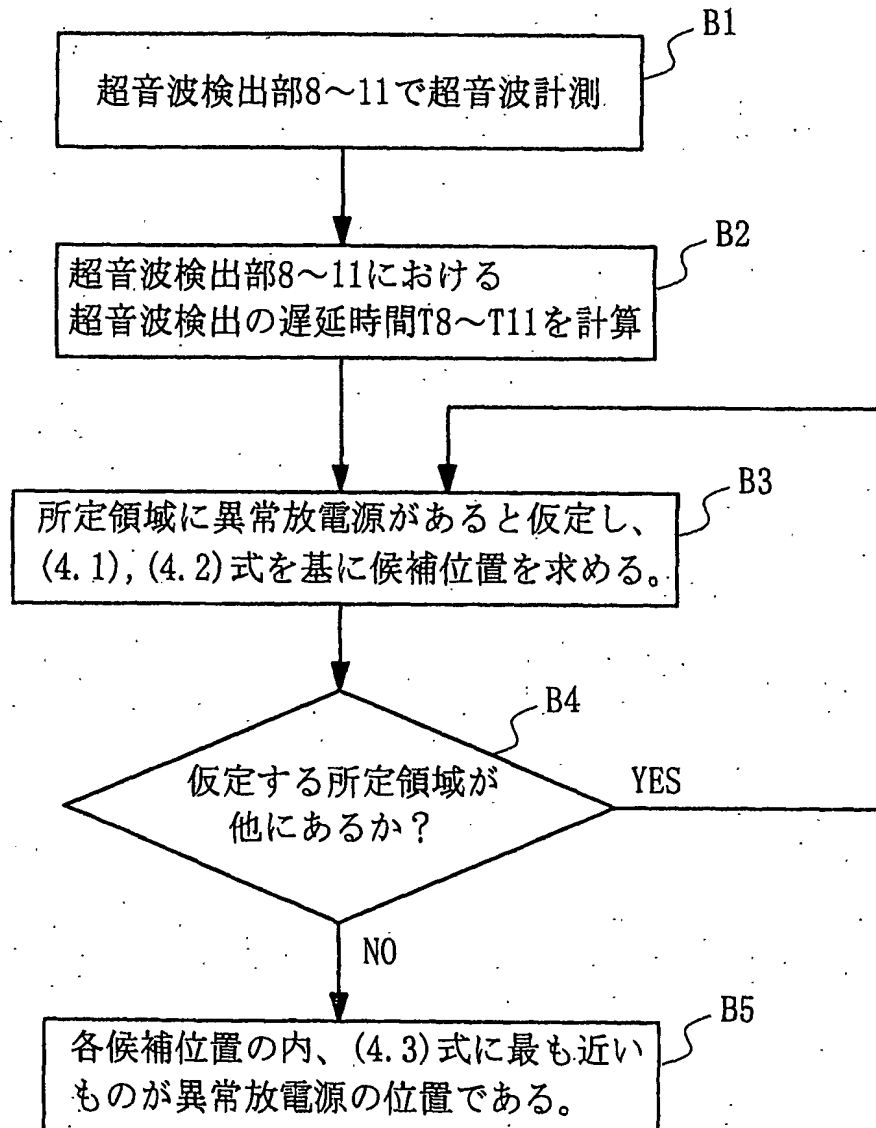 B1
超音波検出部8～11で超音波計測
B2
超音波検出部8～11における
超音波検出の遅延時間T8～T11を計算
B3
所定領域に異常放電源があると仮定し、
(4.1),(4.2)式を基に候補位置を求める。
B4
仮定する所定領域が
他にあるか？
YES
NO
B5
各候補位置の内、(4.3)式に最も近い
ものが異常放電源の位置である。